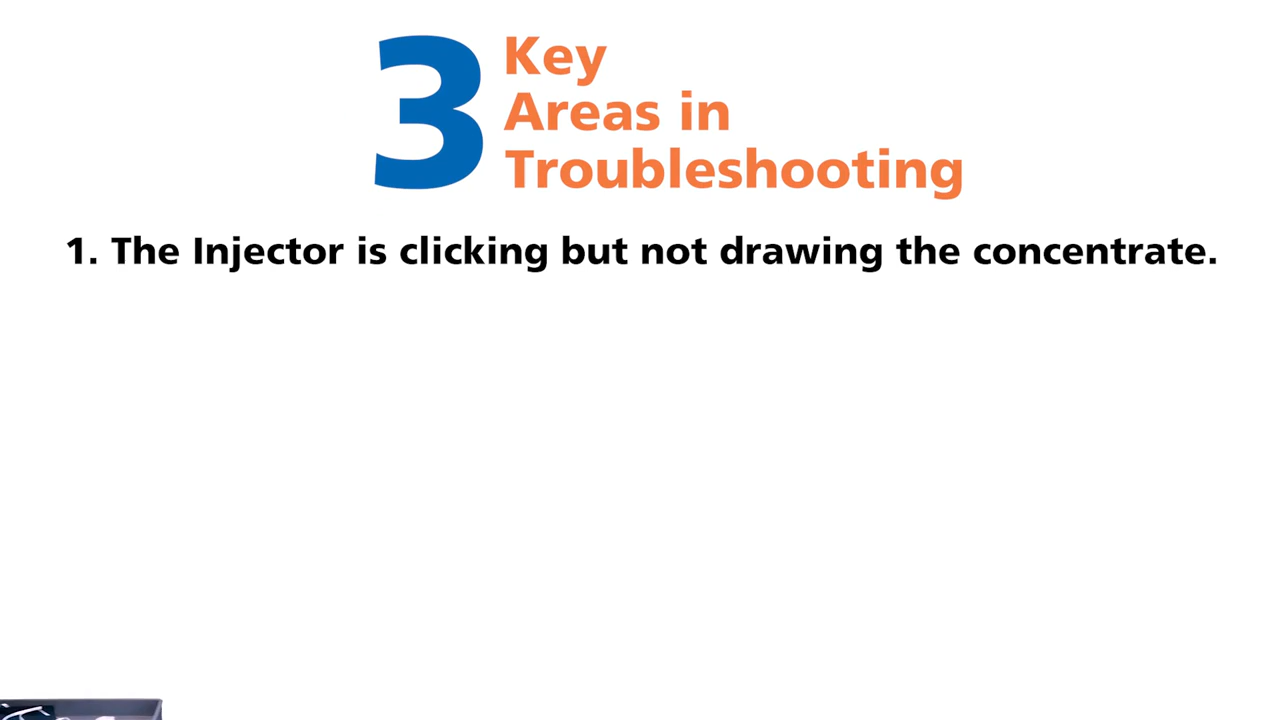 3 Key
Areas in
Troubleshooting
1. The Injector is clicking but not drawing the concentrate.